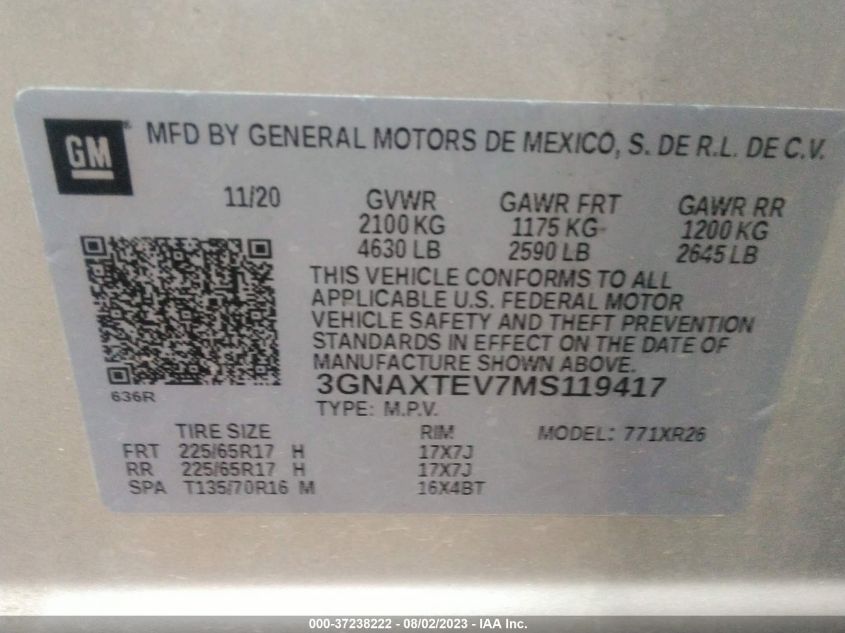 GM ® MFD BY GENERAL MOTORS DE MEXICO, S. DE R.L. DE C.V.
11/20 GVWR GAWR FRT GAWR RR
2100 KG 1175 KG 1200 KG
4630 LB 2590 LB 2645 LB
THIS VEHICLE CONFORMS TO ALL
APPLICABLE U.S. FEDERAL MOTOR
VEHICLE SAFETY AND THEFT PREVENTION
STANDARDS IN EFFECT ON THE DATE OF
MANUFACTURE SHOWN ABOVE.
3GNAXTEV7MS119417
636R
TYPE: M.P.V.
TIRE SIZE RIM MODEL: 771XR26
FRT 225/65R17 H 17X7J
RR 225/65R17 H 17X7J
SPA T135/70R16 M 16X4BT
000-37238222 - 08/02/2023 - IAA Inc.